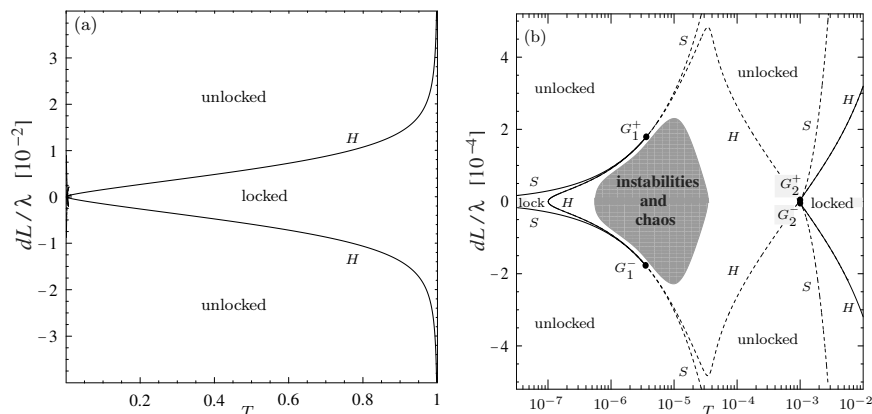 (a)
dL/λ [10⁻²]
3
2
1
0
−1
−2
−3
unlocked
H
locked
H
unlocked
0.2
0.4
0.6
0.8
1
T
(b)
dL/λ [10⁻⁴]
4
2
0
−2
−4
S
S
unlocked
unlocked
G₁⁺
H
S
H
instabilities
and
chaos
G₂⁺
S
lock
H
locked
S
G₂⁻
G₁⁻
H
S
H
unlocked
unlocked
S
10⁻⁷
10⁻⁶
10⁻⁵
10⁻⁴
10⁻³
10⁻²
T